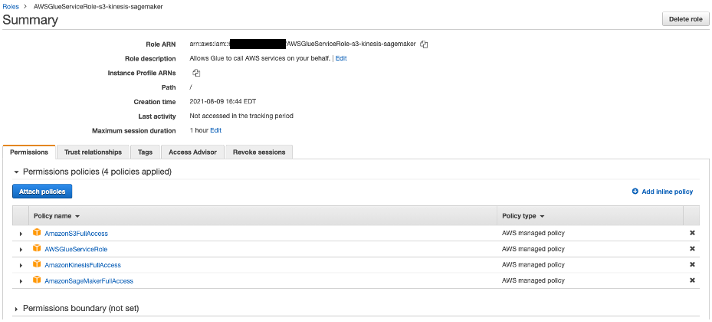 Roles > AWSGlueServiceRole-s3-kinesis-sagemaker
Summary
Delete role
Role ARN arn:aws:iam:: /AWSGlueServiceRole-s3-kinesis-sagemaker
Role description Allows Glue to call AWS services on your behalf. | Edit
Instance Profile ARNs
Path /
Creation time 2021-08-09 16:44 EDT
Last activity Not accessed in the tracking period
Maximum session duration 1 hour Edit
Permissions Trust relationships Tags Access Advisor Revoke sessions
Permissions policies (4 policies applied)
Attach policies Add inline policy
Policy name Policy type
AmazonS3FullAccess AWS managed policy
AWSGlueServiceRole AWS managed policy
AmazonKinesisFullAccess AWS managed policy
AmazonSageMakerFullAccess AWS managed policy
Permissions boundary (not set)